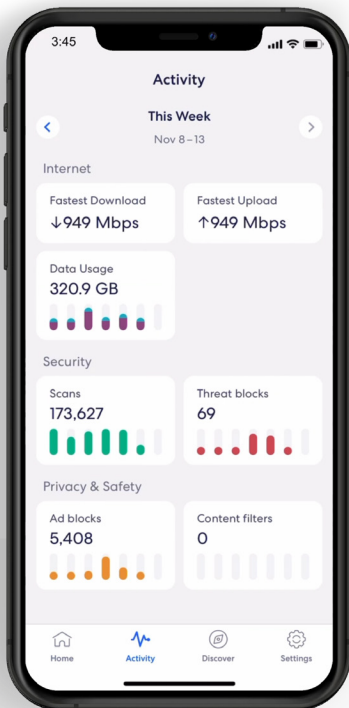 3:45
Activity
This Week
Nov 8–13
Internet
Fastest Download
↓949 Mbps
Fastest Upload
↑949 Mbps
Data Usage
320.9 GB
Security
Scans
173,627
Threat blocks
69
Privacy & Safety
Ad blocks
5,408
Content filters
0
Home
Activity
Discover
Settings